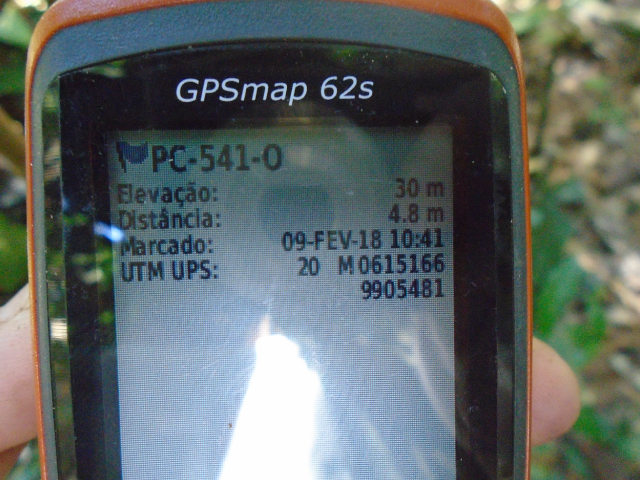 GPSmap 62s
PC-541-O
Elevação: 30 m
Distância: 4.8 m
Marcado: 09-FEV-18 10:41
UTM UPS: 20 M 0615166
9905481